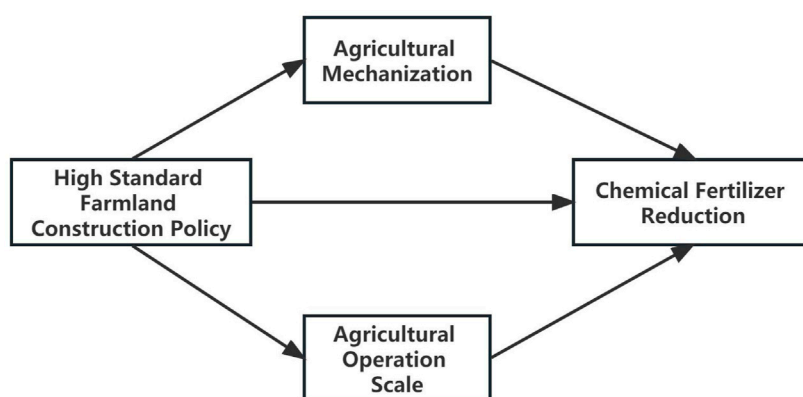 Agricultural
Mechanization
High Standard
Farmland
Construction Policy
Chemical Fertilizer
Reduction
Agricultural
Operation
Scale